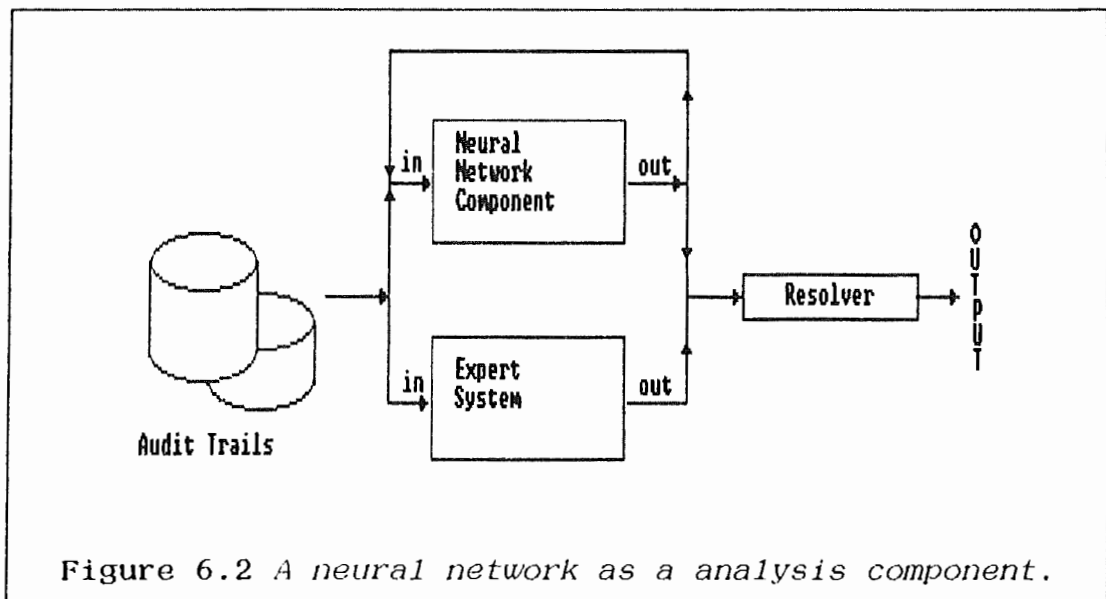 Neural
Network
Component
in
out
Audit Trails
Expert
System
in
out
Resolver
OUTPUT
Figure 6.2 A neural network as a analysis component.